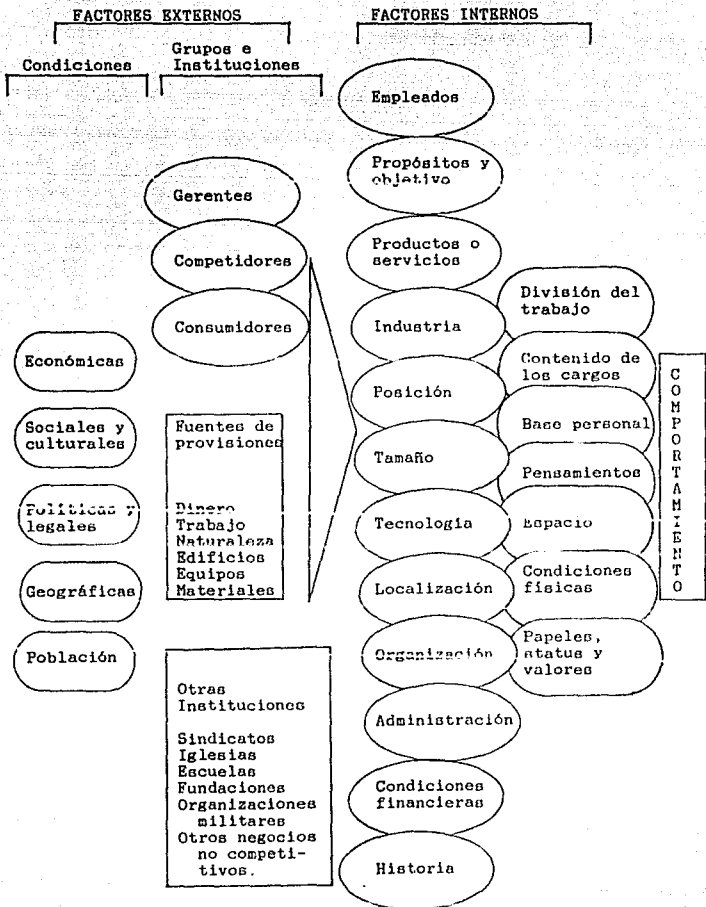 FACTORES EXTERNOS
FACTORES INTERNOS
Condiciones
Grupos e
Instituciones
Económicas
Sociales y
culturales
Políticas y
legales
Geográficas
Población
Gerentes
Competidores
Consumidores
Fuentes de
provisiones
Dinero
Trabajo
Naturaleza
Edificios
Equipos
Materiales
Otras
Instituciones
Sindicatos
Iglesias
Escuelas
Fundaciones
Organizaciones
militares
Otros negocios
no competi-
tivos.
Empleados
Propósitos y
objetivo
Productos o
servicios
Industria
Posición
Tamaño
Tecnología
Localización
Organización
Administración
Condiciones
financieras
Historia
División del
trabajo
Contenido de
los cargos
Base personal
Pensamientos
Espacio
Condiciones
físicas
Papeles,
status y
valores
COMPORTAMIENTO